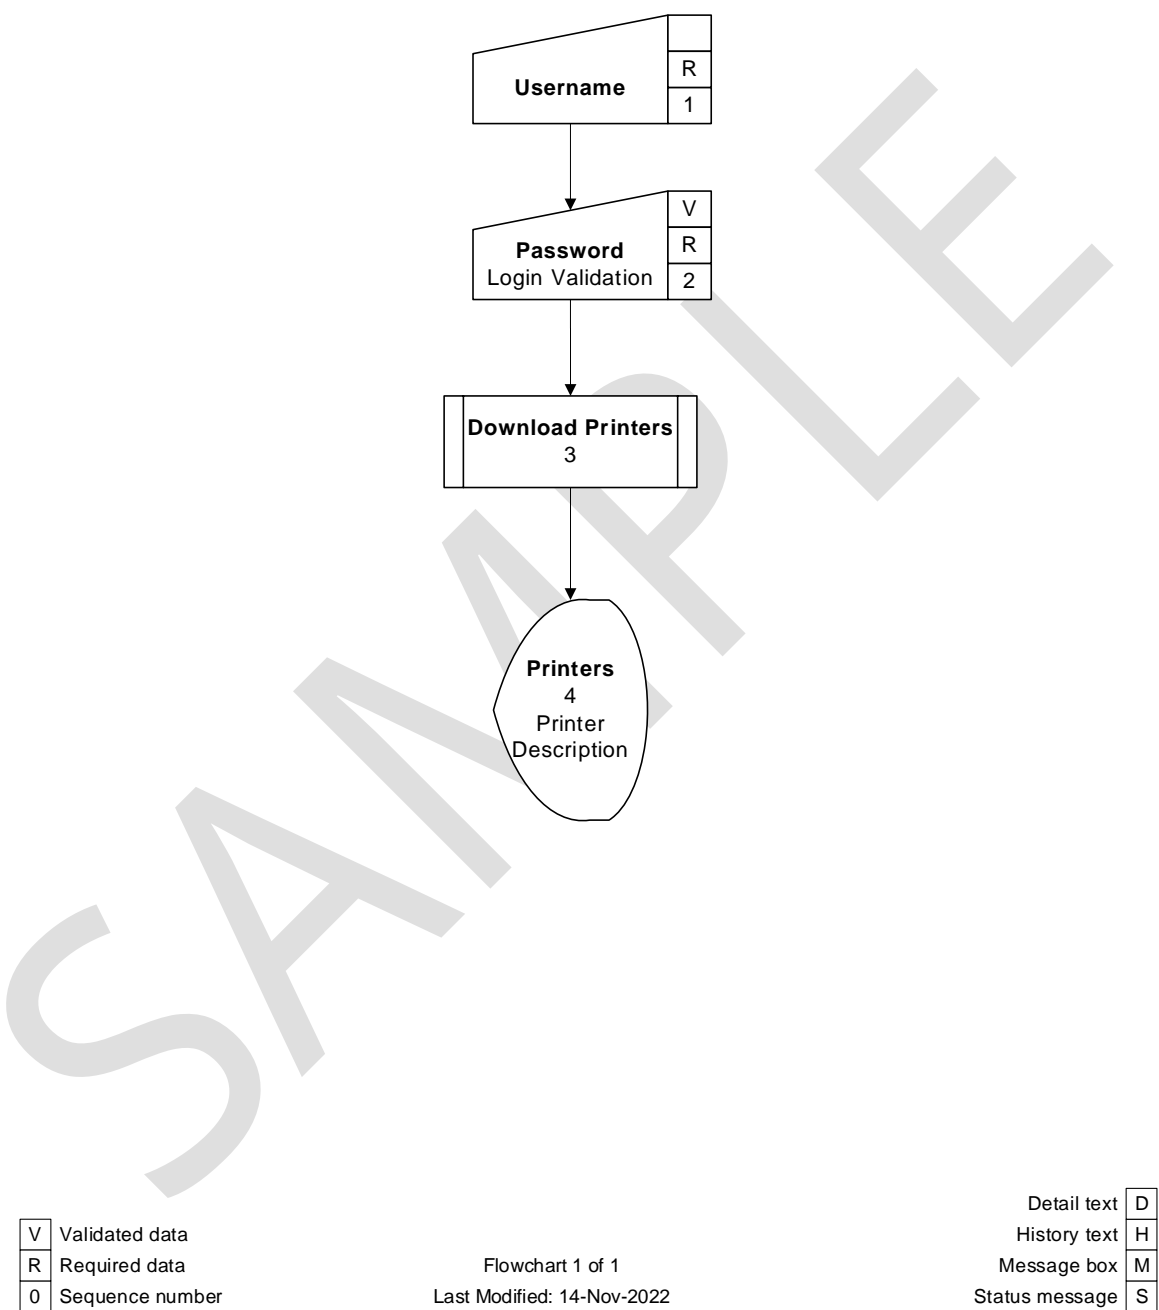 Username
R
1
V
Password
R
Login Validation
2
Download Printers
3
Printers
4
Printer
Description
SAMPLE
Detail text D
V Validated data
History text H
R Required data
Flowchart 1 of 1
Message box M
0 Sequence number
Last Modified: 14-Nov-2022
Status message S